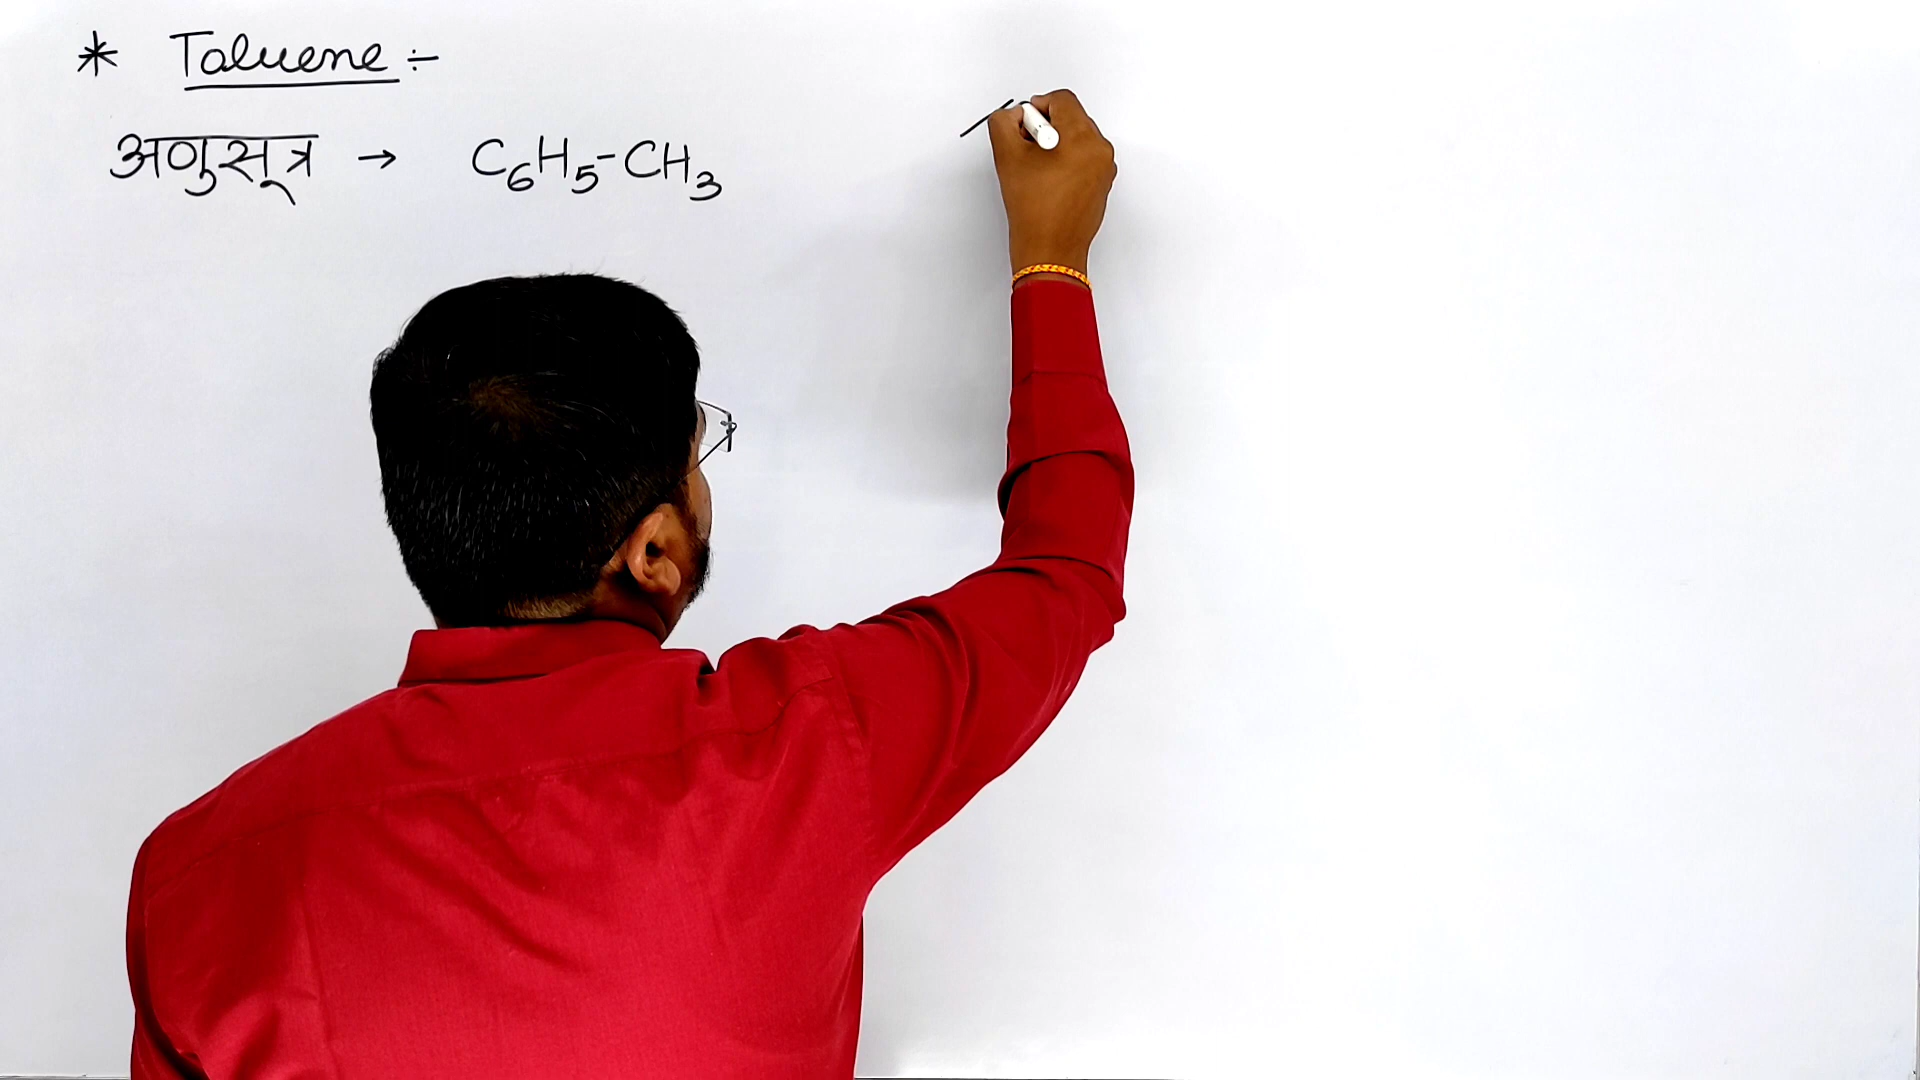 * Toluene :-
अणुसूत्र → C₆H₅-CH₃